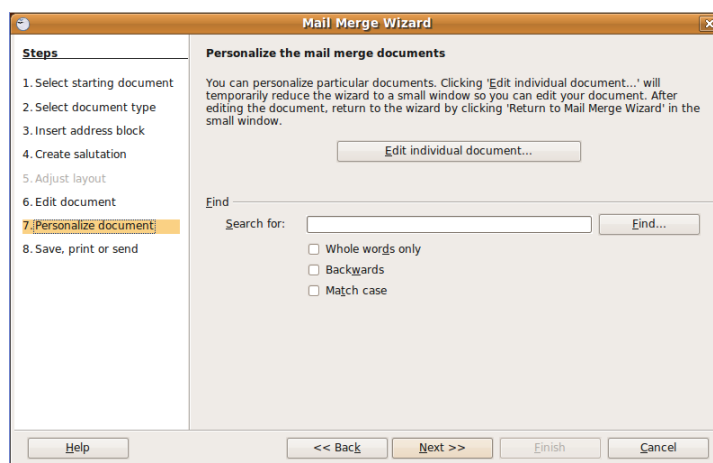 Mail Merge Wizard
Steps
1. Select starting document
2. Select document type
3. Insert address block
4. Create salutation
5. Adjust layout
6. Edit document
7. Personalize document
8. Save, print or send
Personalize the mail merge documents
You can personalize particular documents. Clicking 'Edit individual document...' will
temporarily reduce the wizard to a small window so you can edit your document. After
editing the document, return to the wizard by clicking 'Return to Mail Merge Wizard' in the
small window.
Edit individual document...
Find
Search for:
Find...
Whole words only
Backwards
Match case
Help
<< Back
Next >>
Finish
Cancel